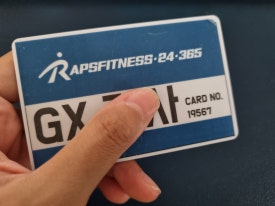 RAPSFITNESS·24·365
GX
CARD NO.
19567